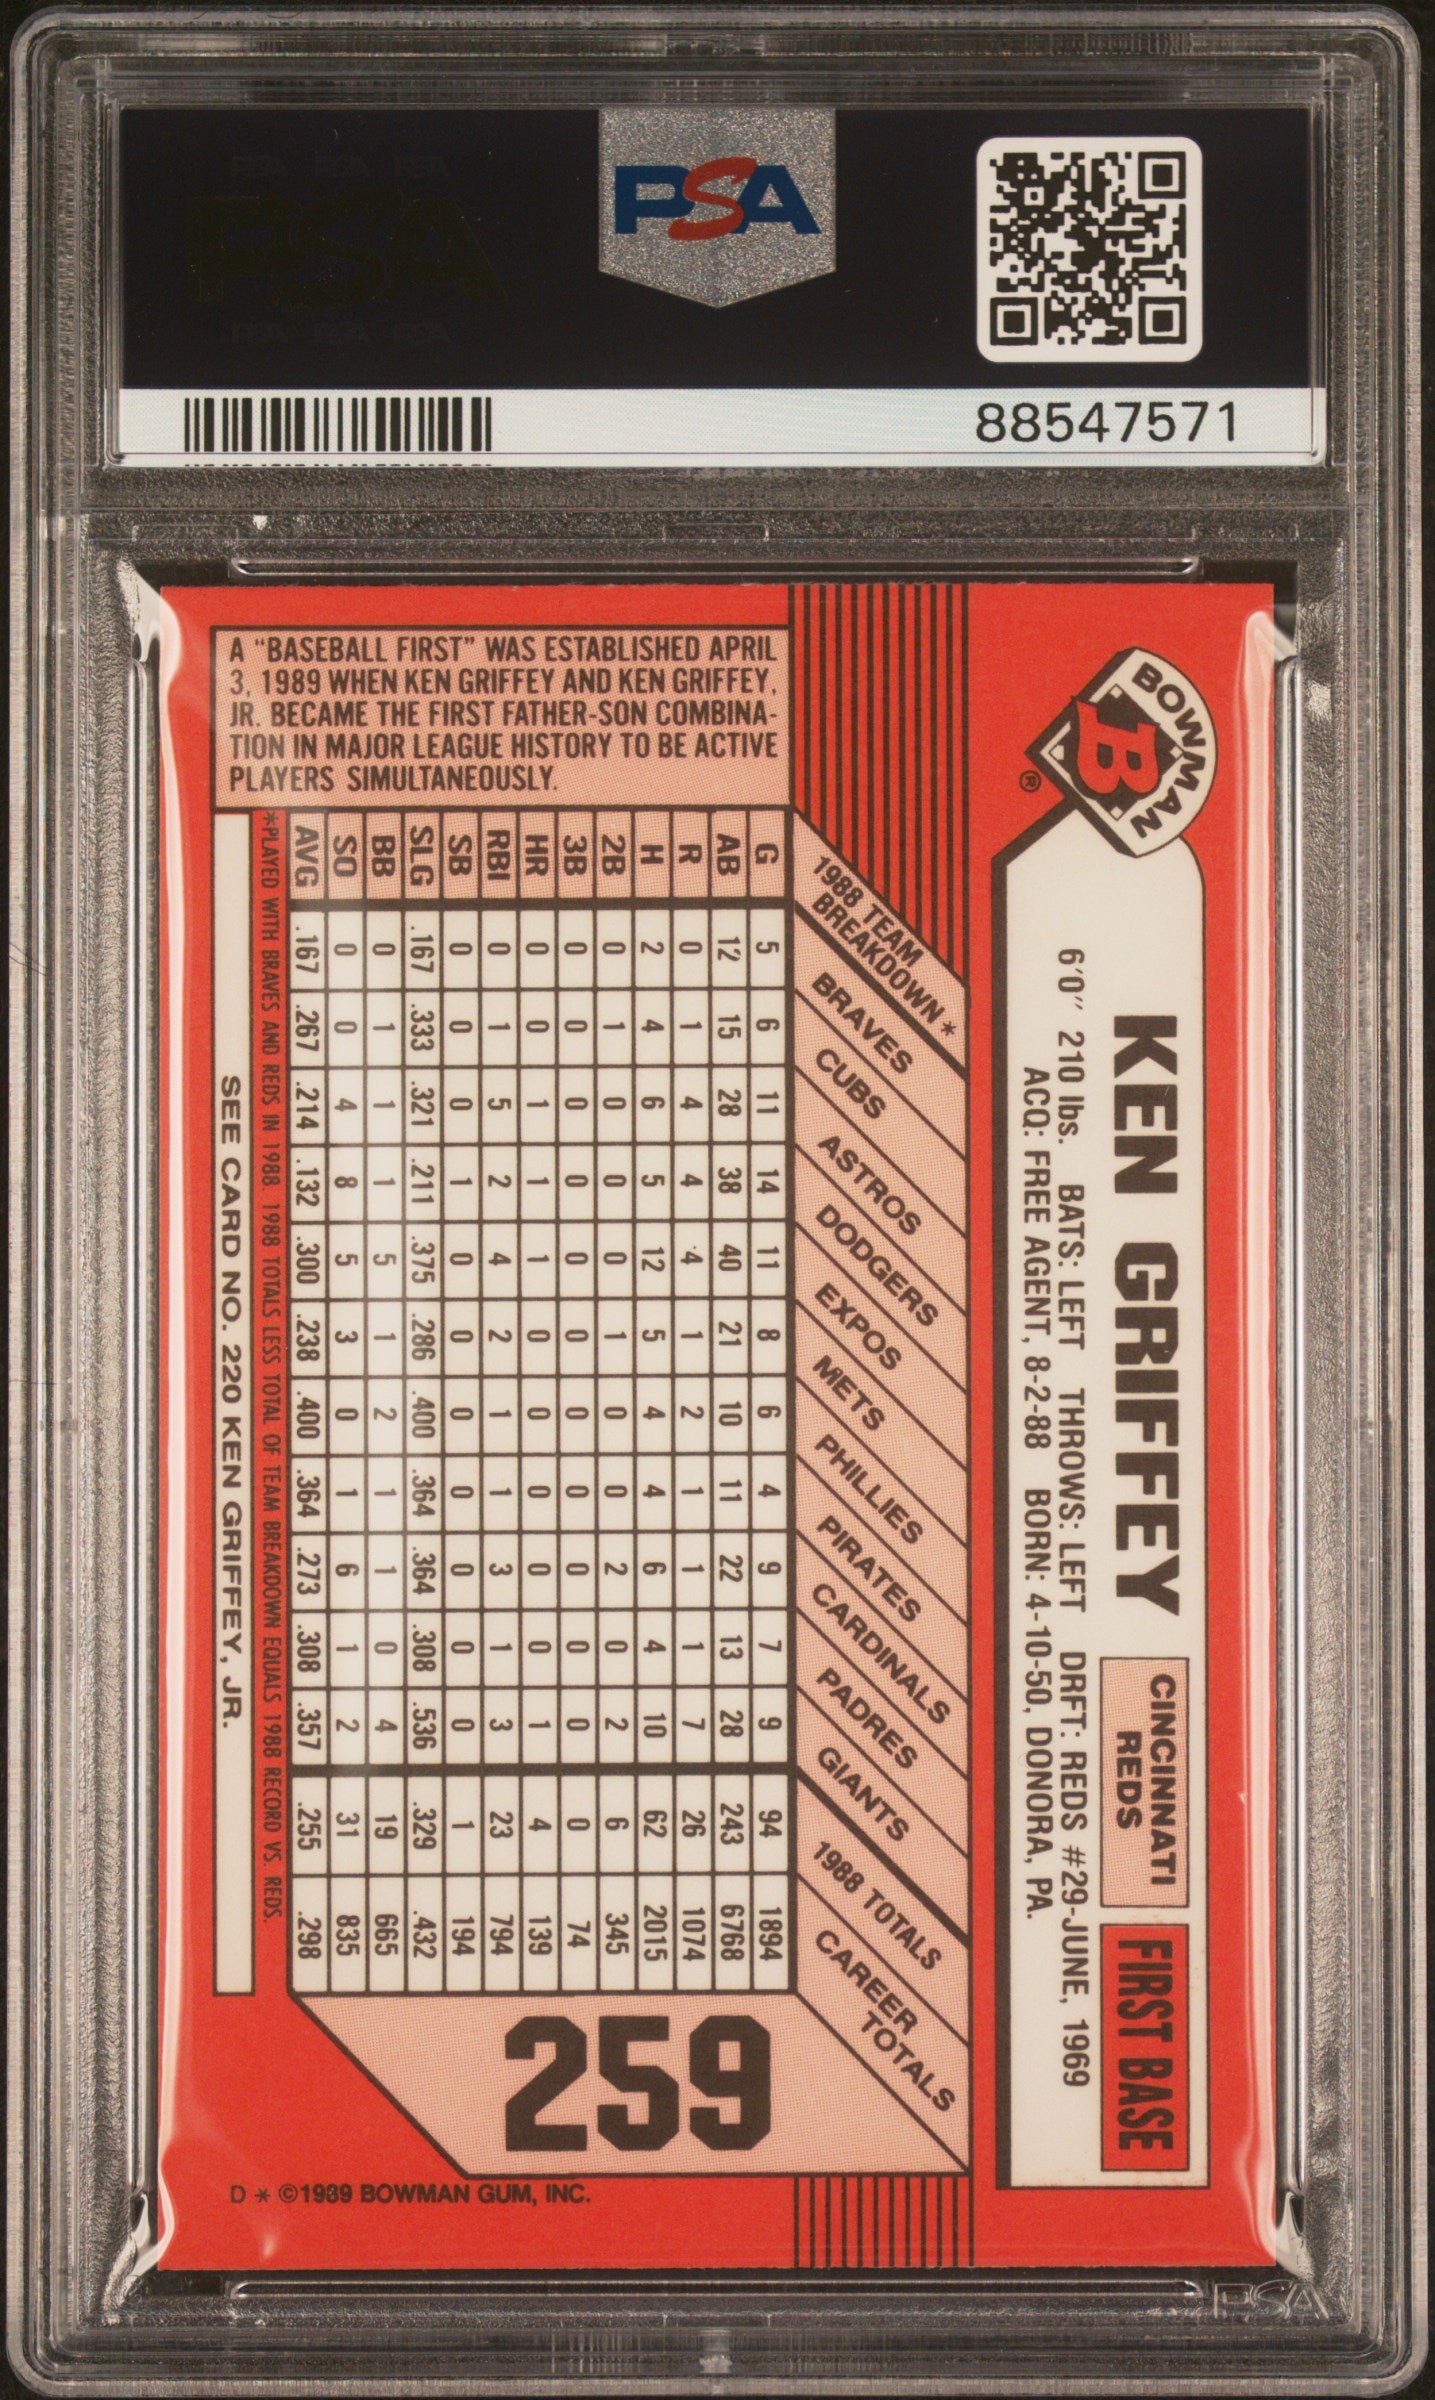 PSA
88547571
BOWMAN
B
®
KEN GRIFFEY
CINCINNATI
REDS
FIRST BASE
6'0" 210 lbs. BATS: LEFT THROWS: LEFT DRFT: REDS #29-JUNE, 1969
ACQ: FREE AGENT, 8-2-88 BORN: 4-10-50, DONORA, PA.
A "BASEBALL FIRST" WAS ESTABLISHED APRIL
3, 1989 WHEN KEN GRIFFEY AND KEN GRIFFEY,
JR. BECAME THE FIRST FATHER-SON COMBINA-
TION IN MAJOR LEAGUE HISTORY TO BE ACTIVE
PLAYERS SIMULTANEOUSLY.
1988 TEAM
BREAKDOWN*
BRAVES
CUBS
ASTROS
DODGERS
EXPOS
METS
PHILLIES
PIRATES
CARDINALS
PADRES
GIANTS
1988 TOTALS
CAREER
TOTALS
G 5 6 11 14 11 8 6 4 9 7 9 94 1894
AB 12 15 28 38 40 21 10 11 22 13 28 243 6768
R 0 1 4 4 4 1 2 1 1 1 7 26 1074
H 2 4 6 5 12 5 4 4 6 4 10 62 2015
2B 0 1 0 0 0 1 0 0 2 0 2 6 345
3B 0 0 0 0 0 0 0 0 0 0 0 0 74
HR 0 0 1 1 1 0 0 0 0 0 1 4 139
RBI 0 1 5 2 4 2 1 1 3 1 3 23 794
SB 0 0 0 1 0 0 0 0 0 0 0 1 194
SLG .167 .333 .321 .211 .375 .286 .400 .364 .364 .308 .536 .329 .432
BB 0 1 1 1 5 1 2 1 1 0 4 19 665
SO 0 0 4 8 5 3 0 1 6 1 2 31 835
AVG .167 .267 .214 .132 .300 .238 .400 .364 .273 .308 .357 .255 .298
*PLAYED WITH BRAVES AND REDS IN 1988. 1988 TOTALS LESS TOTAL OF TEAM BREAKDOWN EQUALS 1988 RECORD VS. REDS.
SEE CARD NO. 220 KEN GRIFFEY, JR.
259
D * ©1989 BOWMAN GUM, INC.
PSA